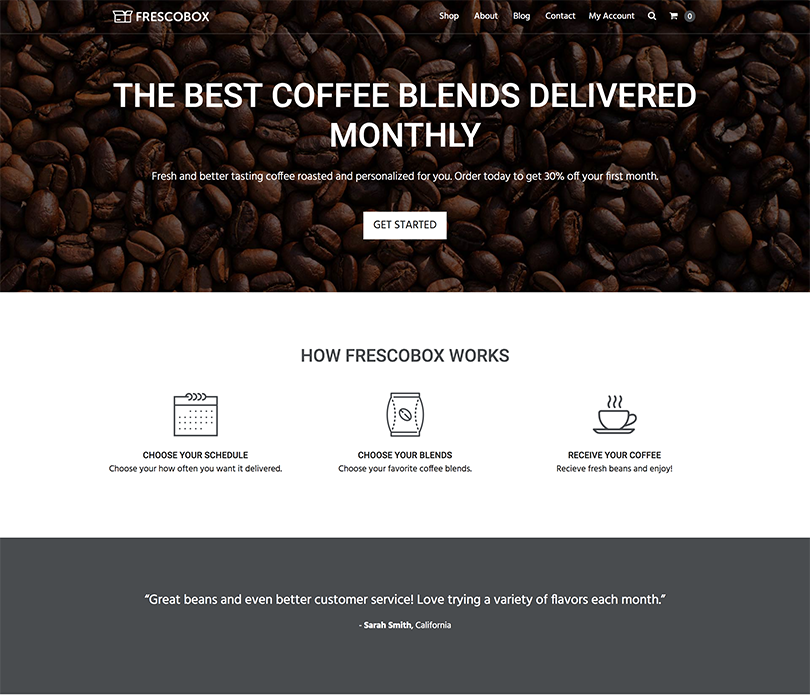 FRESCOBOX
Shop About Blog Contact My Account 0
THE BEST COFFEE BLENDS DELIVERED
MONTHLY
Fresh and better tasting coffee roasted and personalized for you. Order today to get 30% off your first month.
GET STARTED
HOW FRESCOBOX WORKS
CHOOSE YOUR SCHEDULE
Choose your how often you want it delivered.
CHOOSE YOUR BLENDS
Choose your favorite coffee blends.
RECEIVE YOUR COFFEE
Recieve fresh beans and enjoy!
“Great beans and even better customer service! Love trying a variety of flavors each month.”
- Sarah Smith, California